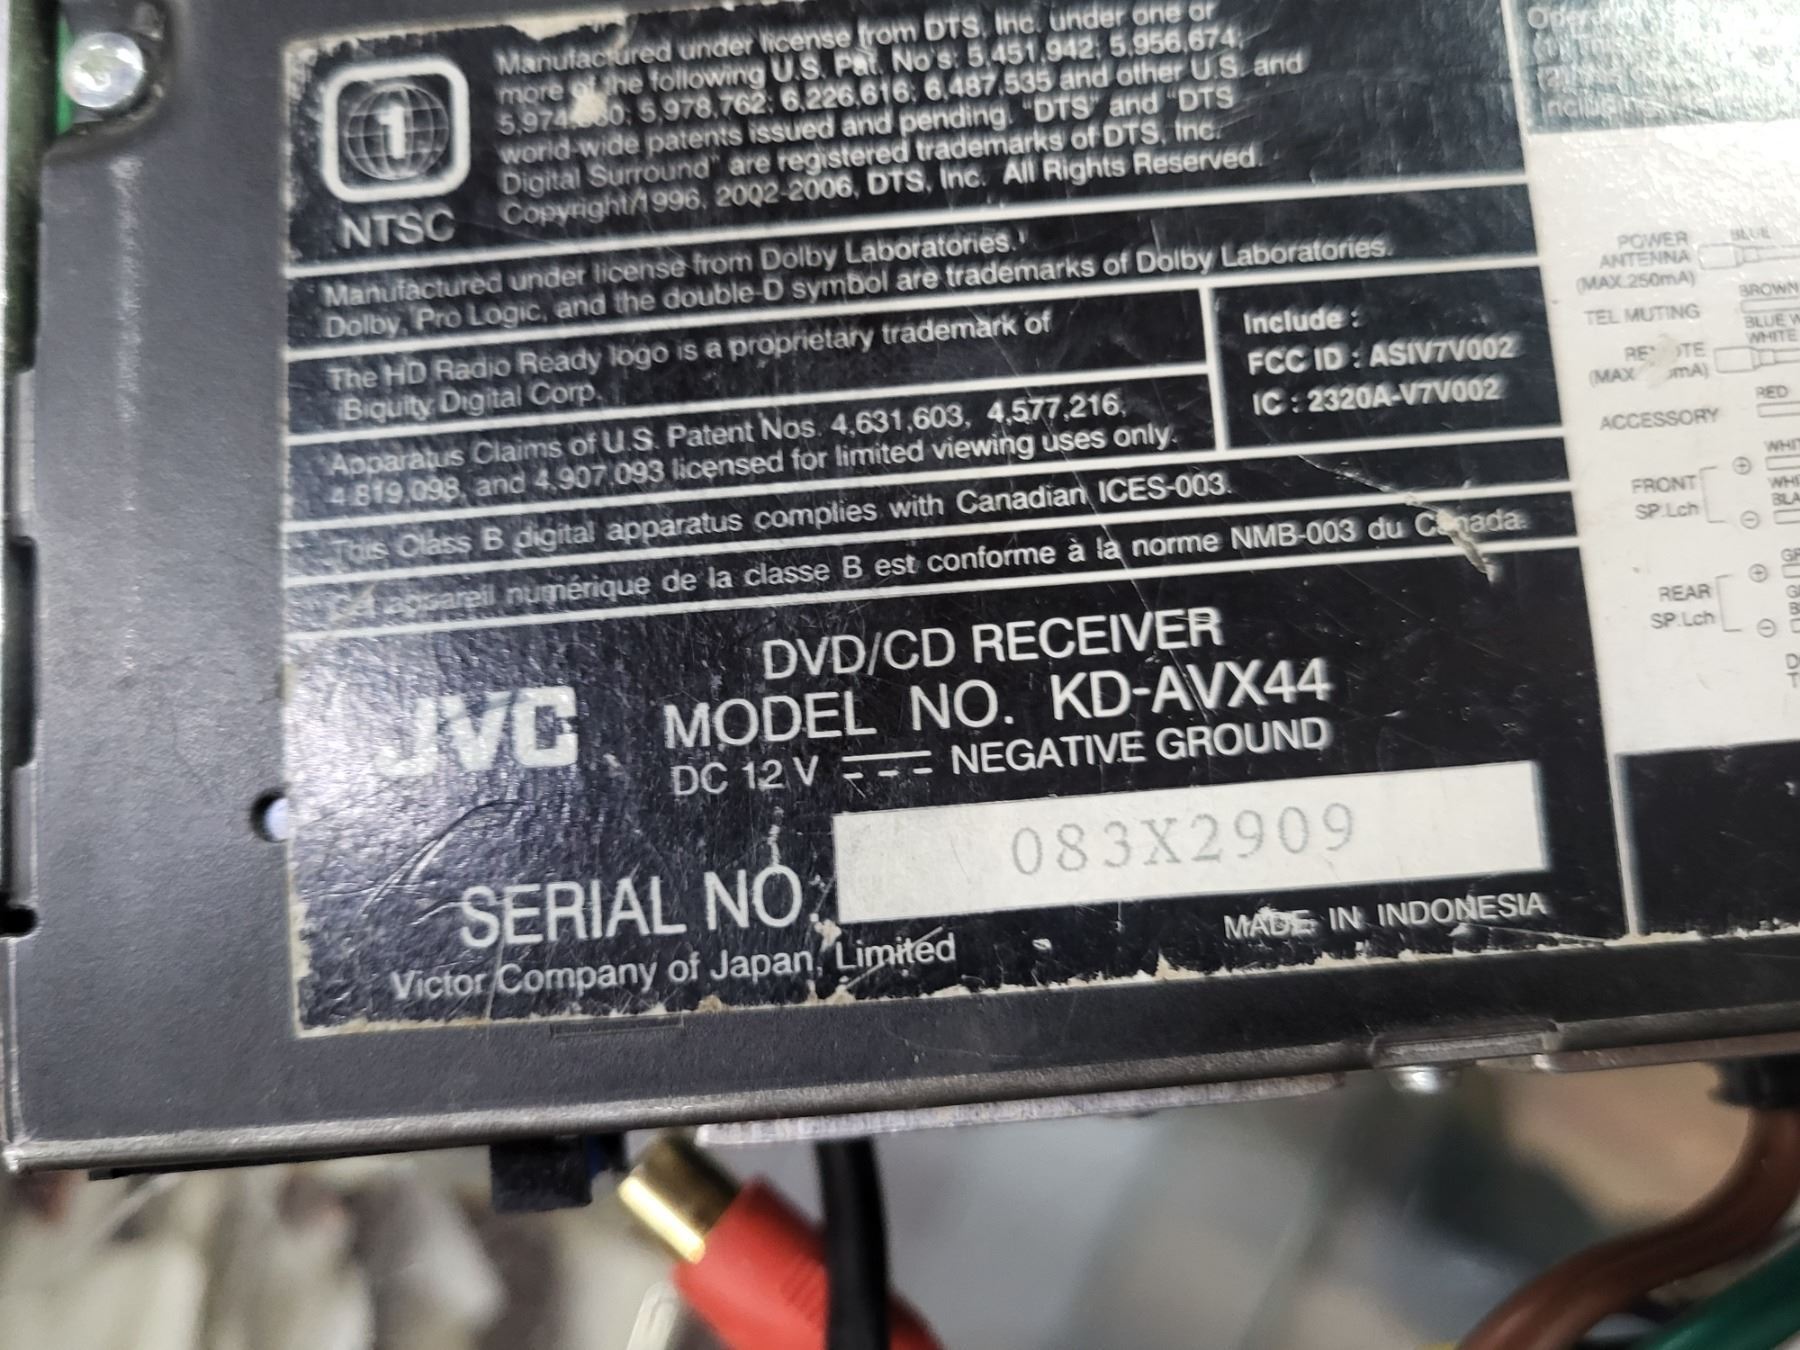 1
NTSC
Manufactured under license from DTS, Inc. under one or
more of the following U.S. Pat. No's: 5,451,942; 5,956,674;
5,978,762; 6,226,616; 6,487,535 and other U.S. and
world-wide patents issued and pending. "DTS" and "DTS
Digital Surround" are registered trademarks of DTS, Inc.
Copyright 1996, 2002-2006, DTS, Inc. All Rights Reserved.
Manufactured under license from Dolby Laboratories.
Dolby, Pro Logic, and the double-D symbol are trademarks of Dolby Laboratories.
The HD Radio Ready logo is a proprietary trademark of
iBiquity Digital Corp.
Include :
FCC ID : ASIV7V002
IC : 2320A-V7V002
Apparatus Claims of U.S. Patent Nos. 4,631,603, 4,577,216,
4,819,098, and 4,907,093 licensed for limited viewing uses only.
This Class B digital apparatus complies with Canadian ICES-003.
Cet appareil numérique de la classe B est conforme à la norme NMB-003 du Canada.
JVC
DVD/CD RECEIVER
MODEL NO. KD-AVX44
DC 12 V NEGATIVE GROUND
SERIAL NO. 083X2909
Victor Company of Japan, Limited
MADE IN INDONESIA
POWER
ANTENNA
(MAX.250mA)
BLUE
TEL MUTING
BROWN
BLUE W
WHITE
(MAX
ACCESSORY
RED
FRONT
SP.Lch
REAR
SP.Lch